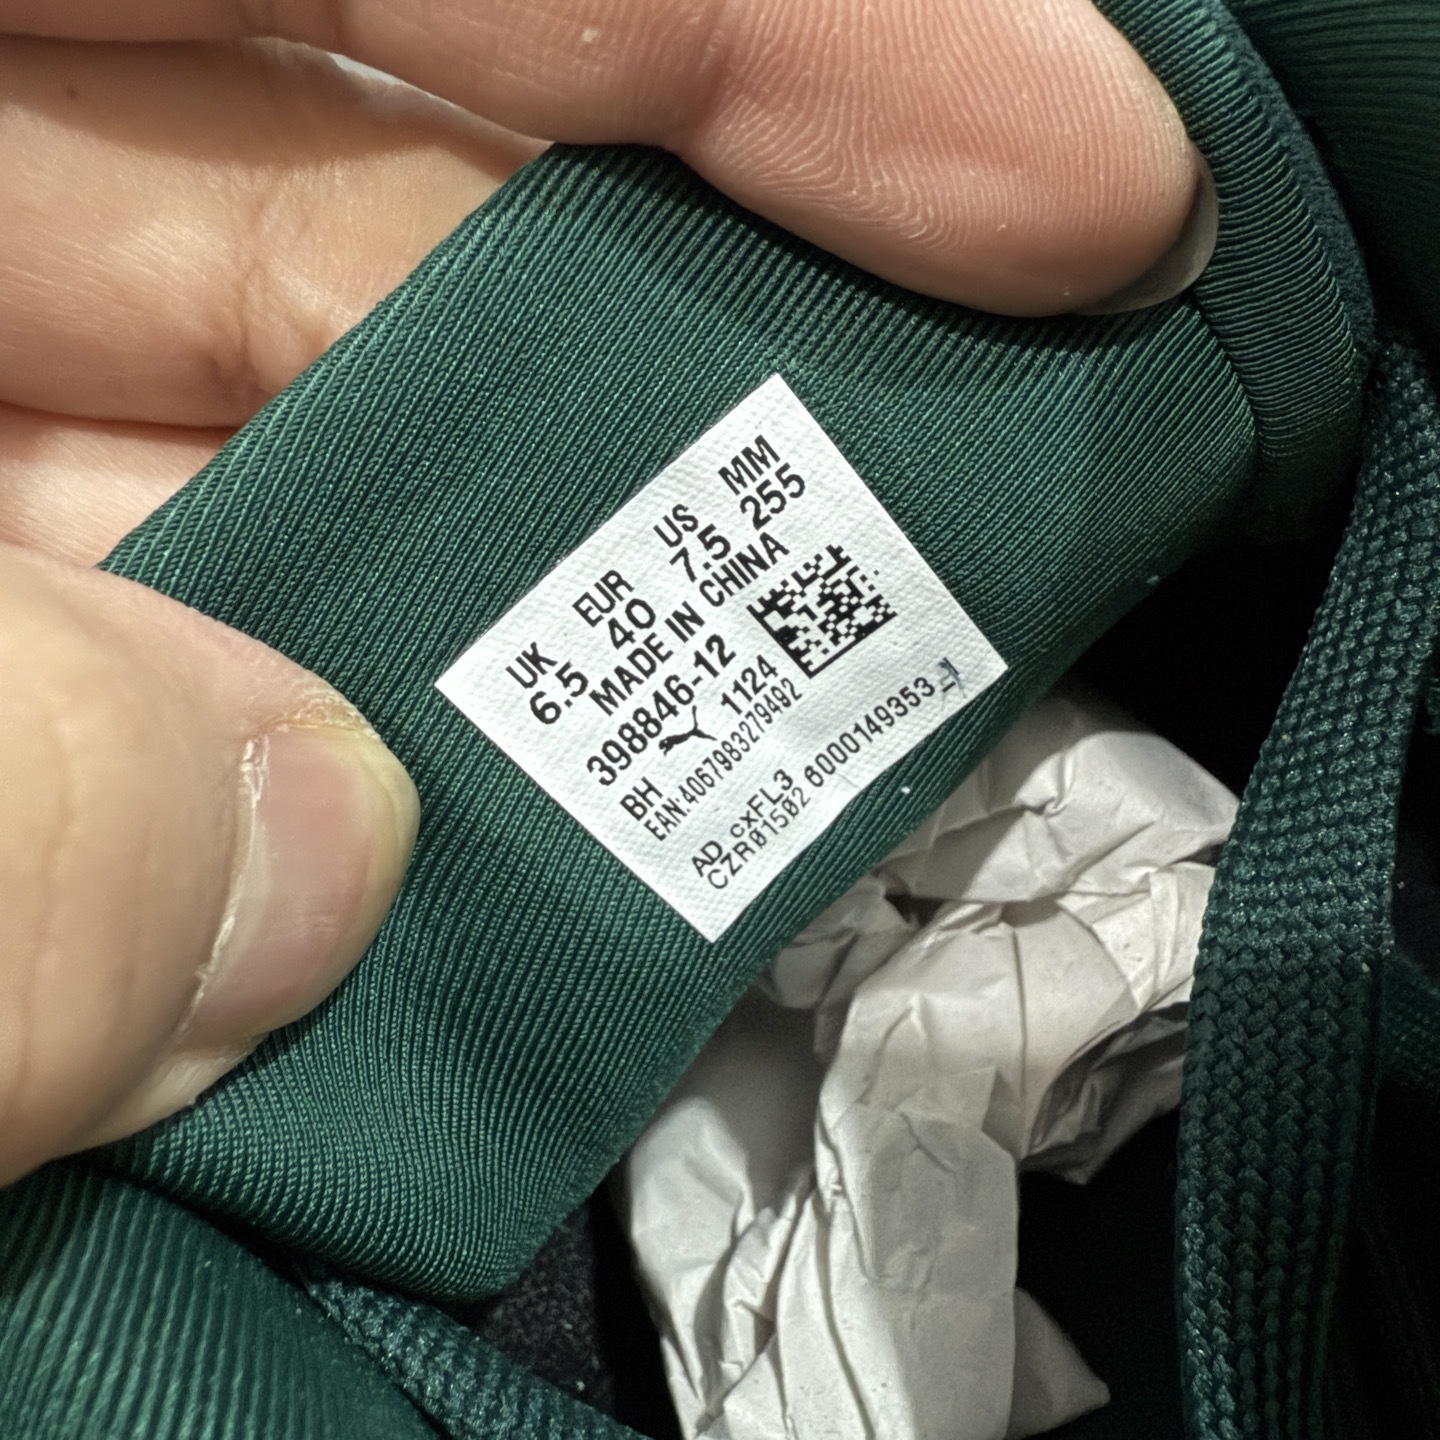 UK EUR US MM
6.5 40 7.5 255
MADE IN CHINA
398846-12
BH 1124
EAN:4067983279492
AD cxFL3
CZR01502 6000149353